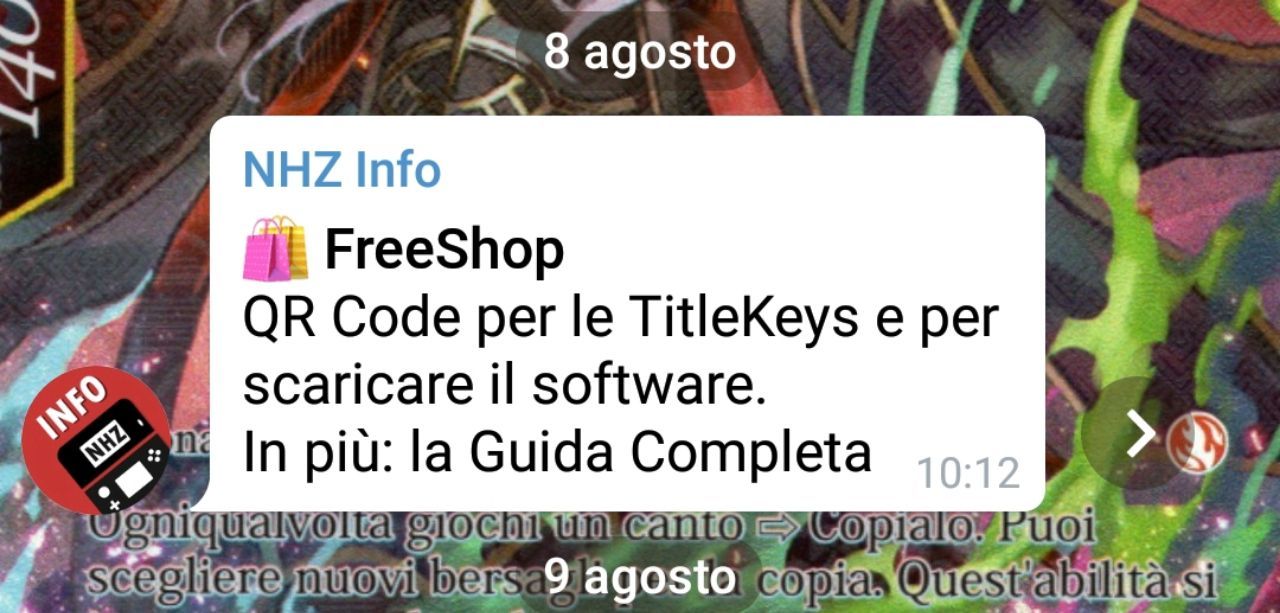 140
8 agosto
NHZ Info
FreeShop
QR Code per le TitleKeys e per
scaricare il software.
In più: la Guida Completa
10:12
INFO
NHZ
Ogniqualvolta giochi un canto ⇨ Copialo. Puoi
scegliere nuovi copia. Quest'abilità si
9 agosto